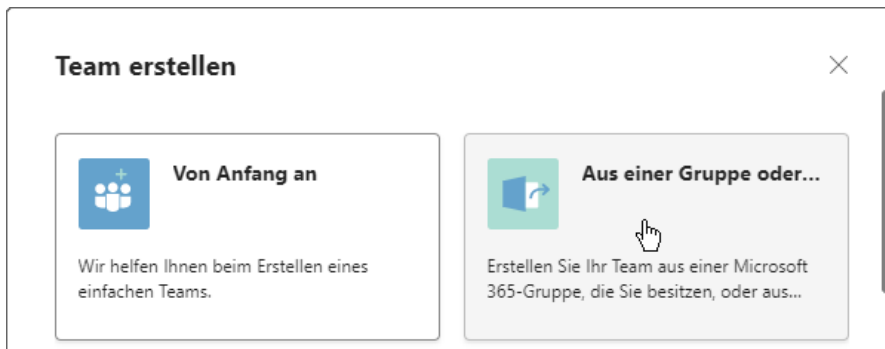 Team erstellen
Von Anfang an
Wir helfen Ihnen beim Erstellen eines
einfachen Teams.
Aus einer Gruppe oder...
Erstellen Sie Ihr Team aus einer Microsoft
365-Gruppe, die Sie besitzen, oder aus...